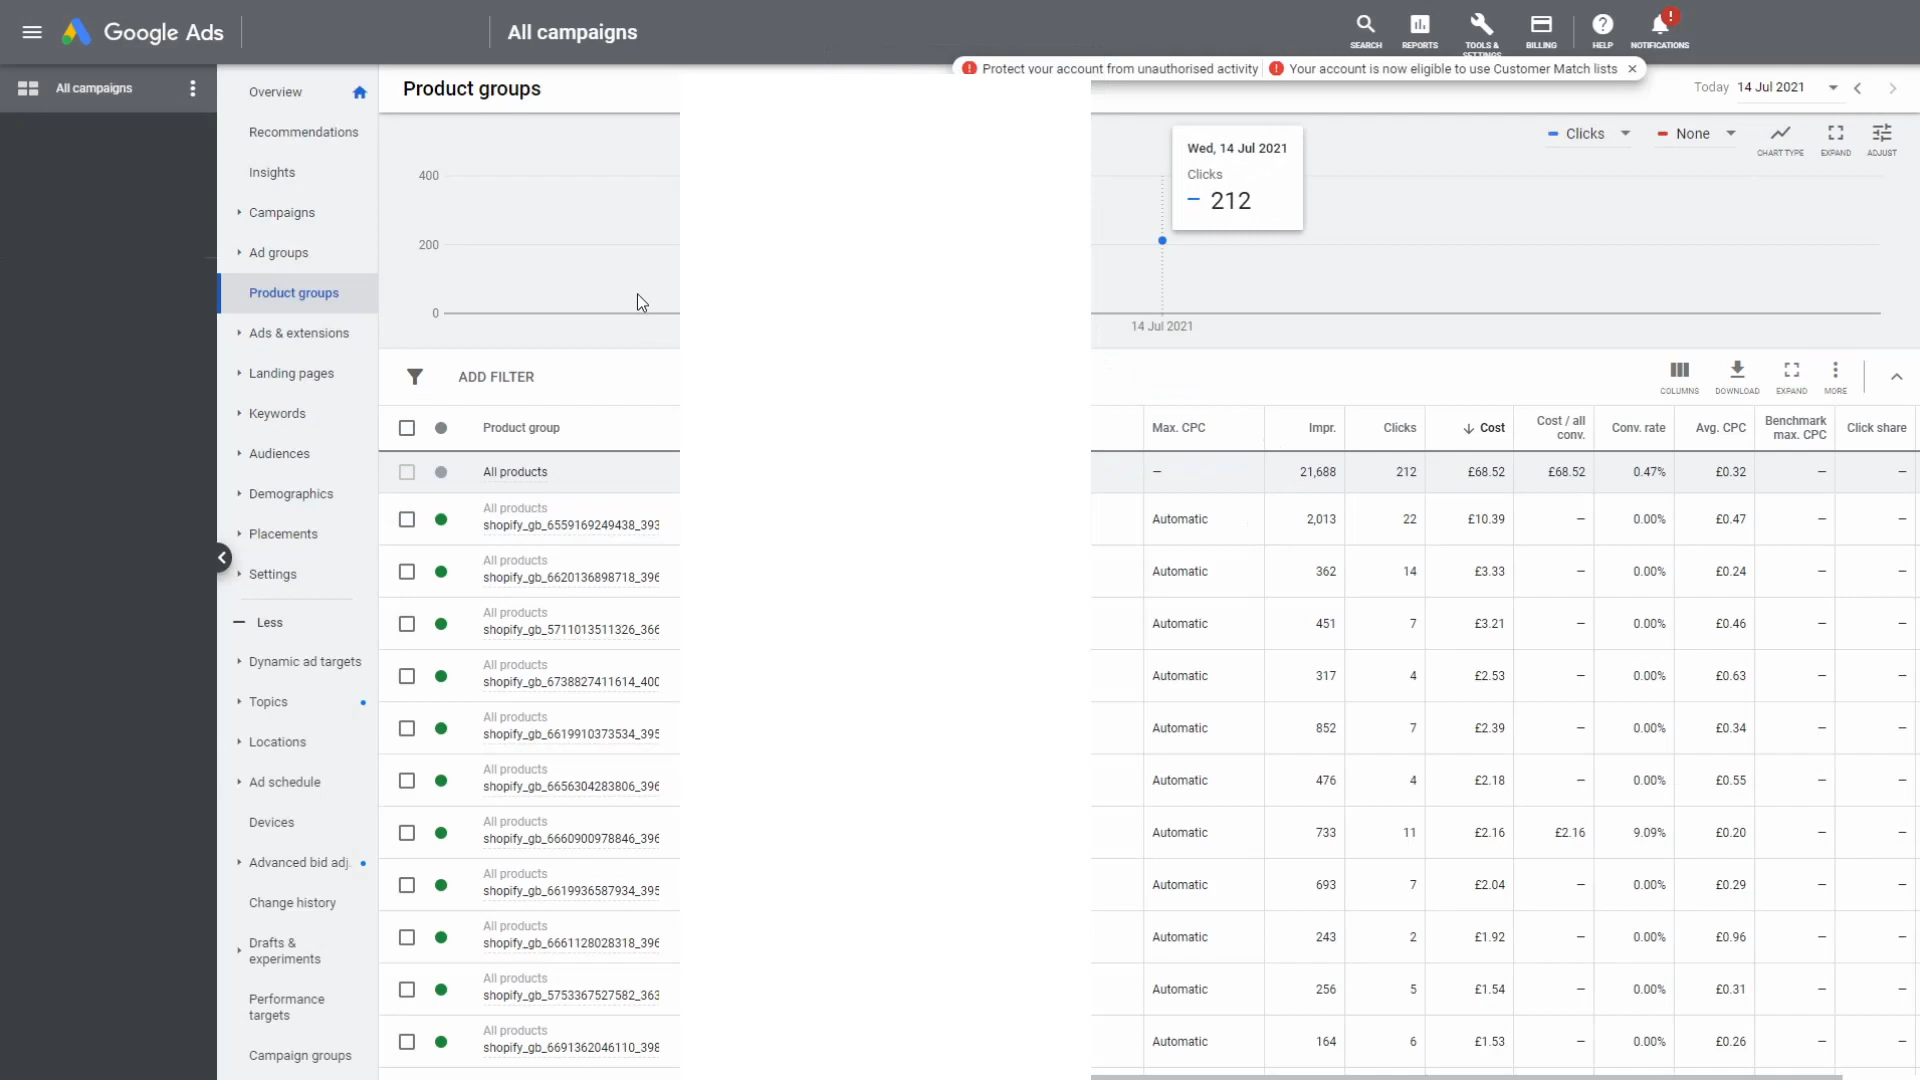 Google Ads
All campaigns
SEARCH
REPORTS
TOOLS &
SETTINGS
BILLING
HELP
!
NOTIFICATIONS
! Protect your account from unauthorised activity
! Your account is now eligible to use Customer Match lists
All campaigns
Overview
Recommendations
Insights
Campaigns
Ad groups
Product groups
Ads & extensions
Landing pages
Keywords
Audiences
Demographics
Placements
Settings
Less
Dynamic ad targets
Topics
Locations
Ad schedule
Devices
Advanced bid adj.
Change history
Drafts &
experiments
Performance
targets
Campaign groups
Product groups
Today 14 Jul 2021
Clicks
None
CHART TYPE
EXPAND
ADJUST
400
200
0
Wed, 14 Jul 2021
Clicks
212
14 Jul 2021
ADD FILTER
COLUMNS
DOWNLOAD
EXPAND
MORE
Product group Max. CPC Impr. Clicks Cost Cost / all conv. Conv. rate Avg. CPC Benchmark max. CPC Click share
All products — 21,688 212 £68.52 £68.52 0.47% £0.32 — —
All products
shopify_gb_6559169249438_393 Automatic 2,013 22 £10.39 — 0.00% £0.47 — —
All products
shopify_gb_6620136898718_396 Automatic 362 14 £3.33 — 0.00% £0.24 — —
All products
shopify_gb_5711013511326_366 Automatic 451 7 £3.21 — 0.00% £0.46 — —
All products
shopify_gb_6738827411614_400 Automatic 317 4 £2.53 — 0.00% £0.63 — —
All products
shopify_gb_6619910373534_395 Automatic 852 7 £2.39 — 0.00% £0.34 — —
All products
shopify_gb_6656304283806_396 Automatic 476 4 £2.18 — 0.00% £0.55 — —
All products
shopify_gb_6660900978846_396 Automatic 733 11 £2.16 £2.16 9.09% £0.20 — —
All products
shopify_gb_6619936587934_395 Automatic 693 7 £2.04 — 0.00% £0.29 — —
All products
shopify_gb_6661128028318_396 Automatic 243 2 £1.92 — 0.00% £0.96 — —
All products
shopify_gb_5753367527582_363 Automatic 256 5 £1.54 — 0.00% £0.31 — —
All products
shopify_gb_6691362046110_398 Automatic 164 6 £1.53 — 0.00% £0.26 — —